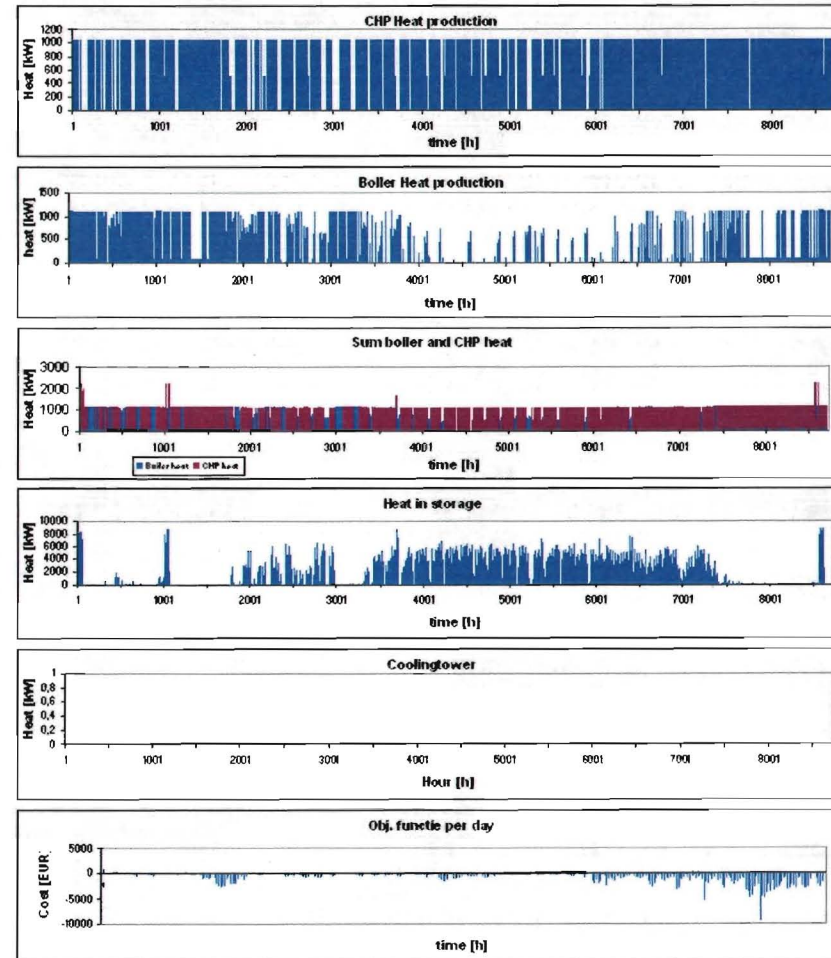 CHP Heat production
Heat [kW]
1200
1000
800
600
400
200
0
1 1001 2001 3001 4001 5001 6001 7001 8001
time [h]
Boiler Heat production
heat [kW]
1500
1000
500
0
1 1001 2001 3001 4001 5001 6001 7001 8001
time [h]
Sum boiler and CHP heat
Heat [kW]
3000
2000
1000
0
1 1001 2001 3001 4001 5001 6001 7001 8001
time [h]
Boiler heat CHP heat
Heat in storage
Heat [kW]
10000
8000
6000
4000
2000
0
1 1001 2001 3001 4001 5001 6001 7001 8001
time [h]
Coolingtower
Heat [kW]
1
0,8
0,6
0,4
0,2
0
1 1001 2001 3001 4001 5001 6001 7001 8001
Hour [h]
Obj. functie per day
Cost [EUR]
5000
0
-5000
-10000
time [h]